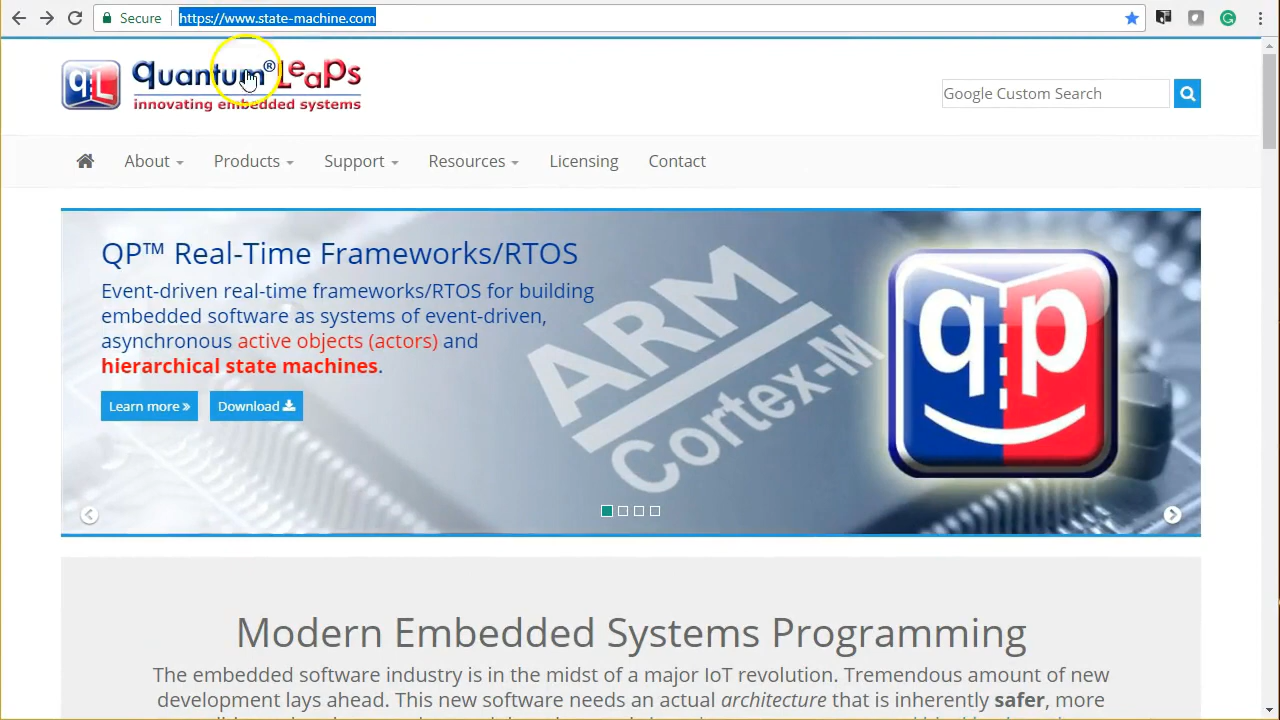 Secure https://www.state-machine.com
qL quantum® LeaPs
innovating embedded systems
Google Custom Search
About Products Support Resources Licensing Contact
QP™ Real-Time Frameworks/RTOS
Event-driven real-time frameworks/RTOS for building
embedded software as systems of event-driven,
asynchronous active objects (actors) and
hierarchical state machines.
Learn more » Download
ARM
Cortex-M
qp
Modern Embedded Systems Programming
The embedded software industry is in the midst of a major IoT revolution. Tremendous amount of new
development lays ahead. This new software needs an actual architecture that is inherently safer, more